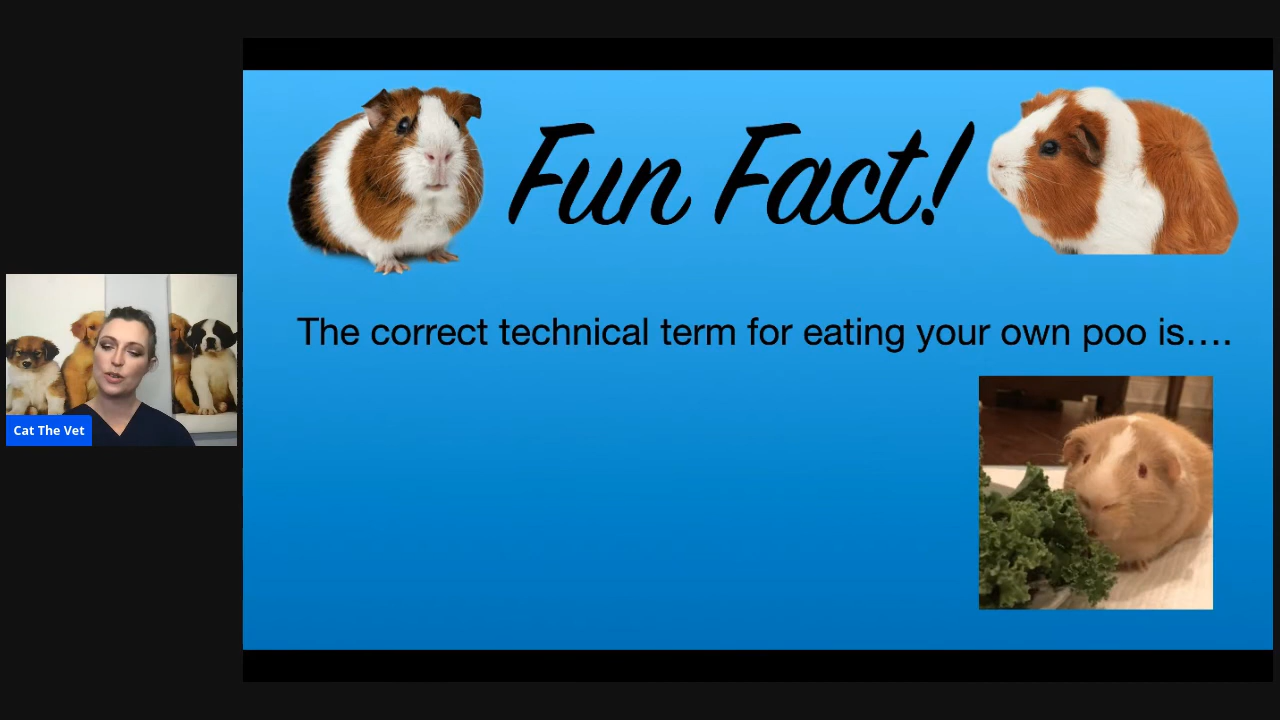 Fun Fact!
The correct technical term for eating your own poo is....
Cat The Vet